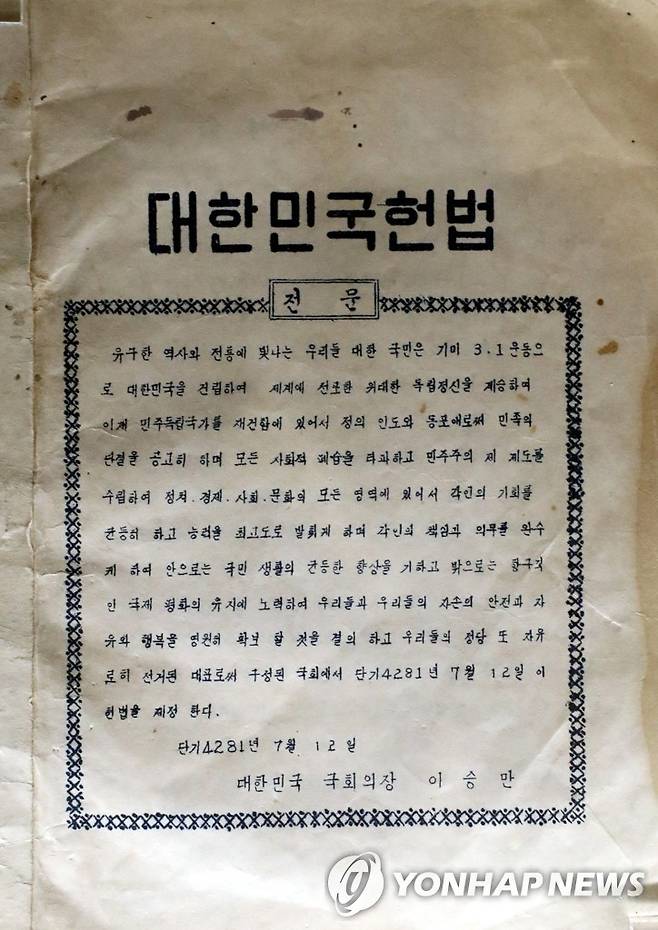 대한민국헌법
전 문
유구한 역사와 전통에 빛나는 우리들 대한 국민은 기미 3.1운동으
로 대한민국을 건립하여 세계에 선포한 위대한 독립정신을 계승하여
이제 민주독립국가를 재건함에 있어서 정의 인도와 동포애로써 민족의
단결을 공고히 하며 모든 사회적 폐습을 타파하고 민주주의 제 제도를
수립하여 정치.경제.사회.문화의 모든 영역에 있어서 각인의 기회를
균등히 하고 능력을 최고도로 발휘케 하며 각인의 책임과 의무를 완수
케 하여 안으로는 국민 생활의 균등한 향상을 기하고 밖으로는 항구적
인 국제 평화의 유지에 노력하여 우리들과 우리들의 자손의 안전과 자
유와 행복을 영원히 확보 할 것을 결의 하고 우리들의 정당 또 자유
로히 선거된 대표로써 구성된 국회에서 단기4281년 7월 12일 이
헌법을 제정 한다.
단기4281년 7월 12일
대한민국 국회의장 이 승 만
YONHAP NEWS